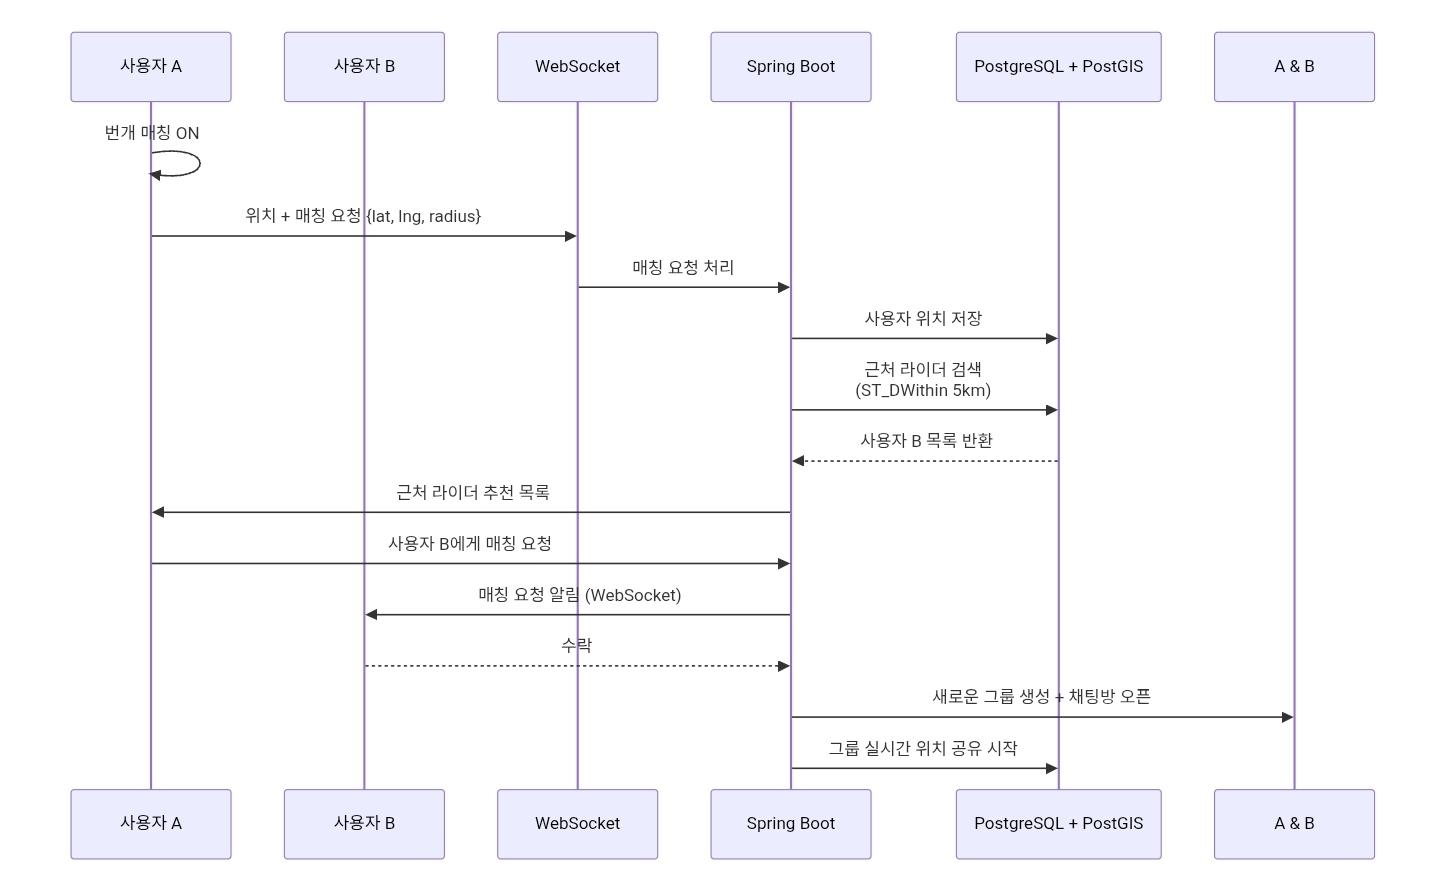 사용자 A
사용자 B
WebSocket
Spring Boot
PostgreSQL + PostGIS
A & B
번개 매칭 ON
위치 + 매칭 요청 {lat, lng, radius}
매칭 요청 처리
사용자 위치 저장
근처 라이더 검색
(ST_DWithin 5km)
사용자 B 목록 반환
근처 라이더 추천 목록
사용자 B에게 매칭 요청
매칭 요청 알림 (WebSocket)
수락
새로운 그룹 생성 + 채팅방 오픈
그룹 실시간 위치 공유 시작
사용자 A
사용자 B
WebSocket
Spring Boot
PostgreSQL + PostGIS
A & B